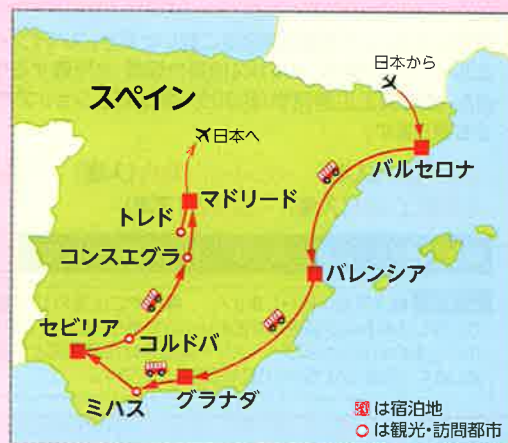 日本から
スペイン
✈日本へ
バルセロナ
マドリード
トレド
コンスエグラ
バレンシア
セビリア
コルドバ
グラナダ
ミハス
は宿泊地
は観光・訪問都市